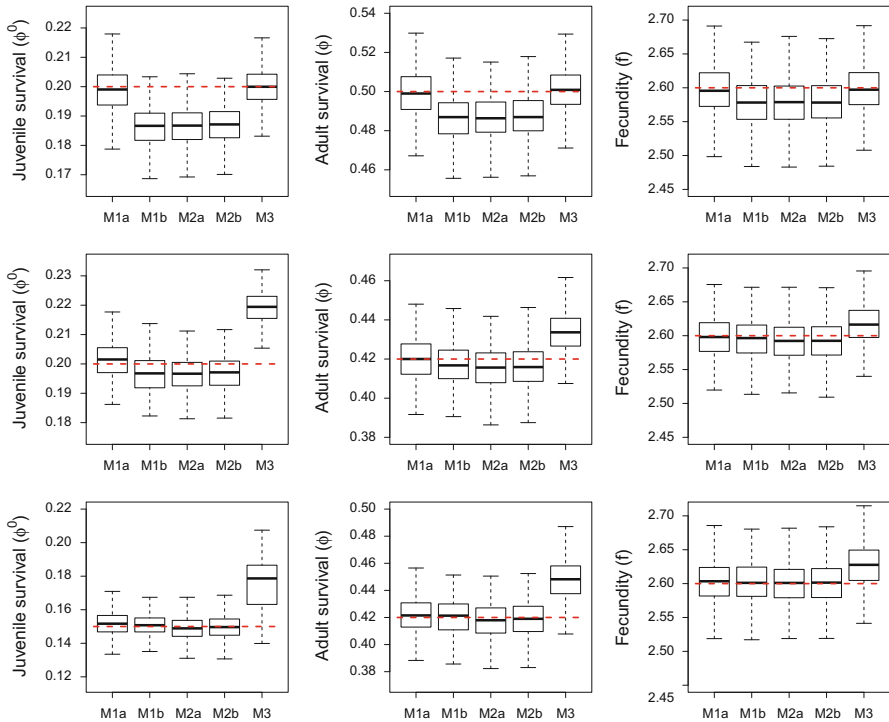 Juvenile survival (ϕ⁰)
0.22
0.21
0.20
0.19
0.18
0.17
M1a M1b M2a M2b M3
Adult survival (ϕ)
0.54
0.52
0.50
0.48
0.46
M1a M1b M2a M2b M3
Fecundity (f)
2.70
2.65
2.60
2.55
2.50
2.45
M1a M1b M2a M2b M3
Juvenile survival (ϕ⁰)
0.23
0.22
0.21
0.20
0.19
0.18
M1a M1b M2a M2b M3
Adult survival (ϕ)
0.46
0.44
0.42
0.40
0.38
M1a M1b M2a M2b M3
Fecundity (f)
2.70
2.65
2.60
2.55
2.50
2.45
M1a M1b M2a M2b M3
Juvenile survival (ϕ⁰)
0.22
0.20
0.18
0.16
0.14
0.12
M1a M1b M2a M2b M3
Adult survival (ϕ)
0.50
0.48
0.46
0.44
0.42
0.40
0.38
M1a M1b M2a M2b M3
Fecundity (f)
2.70
2.60
2.50
2.45
M1a M1b M2a M2b M3